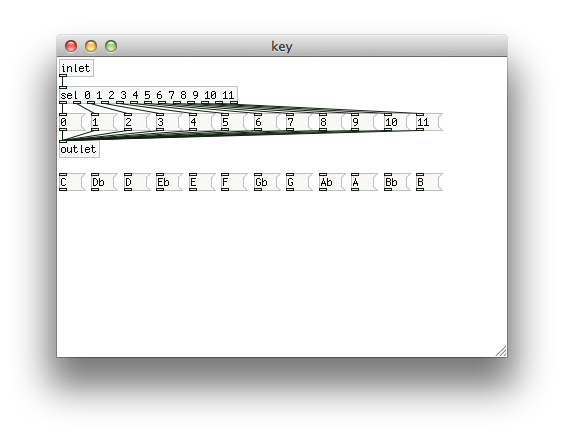 key
inlet
sel 0 1 2 3 4 5 6 7 8 9 10 11
0 1 2 3 4 5 6 7 8 9 10 11
outlet
C Db D Eb E F Gb G Ab A Bb B